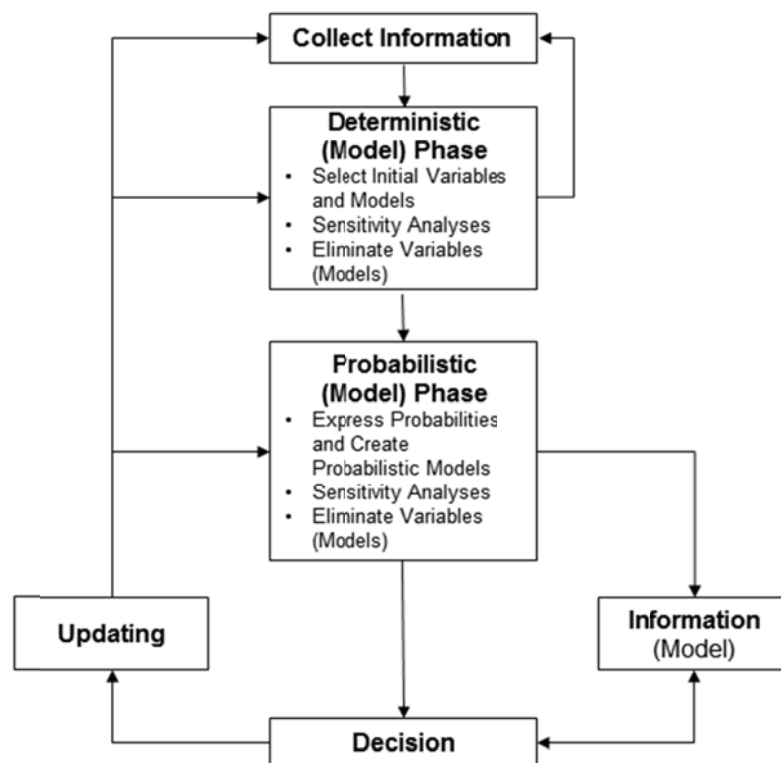 Collect Information
Deterministic
(Model) Phase
• Select Initial Variables
and Models
• Sensitivity Analyses
• Eliminate Variables
(Models)
Probabilistic
(Model) Phase
• Express Probabilities
and Create
Probabilistic Models
• Sensitivity Analyses
• Eliminate Variables
(Models)
Updating
Information
(Model)
Decision